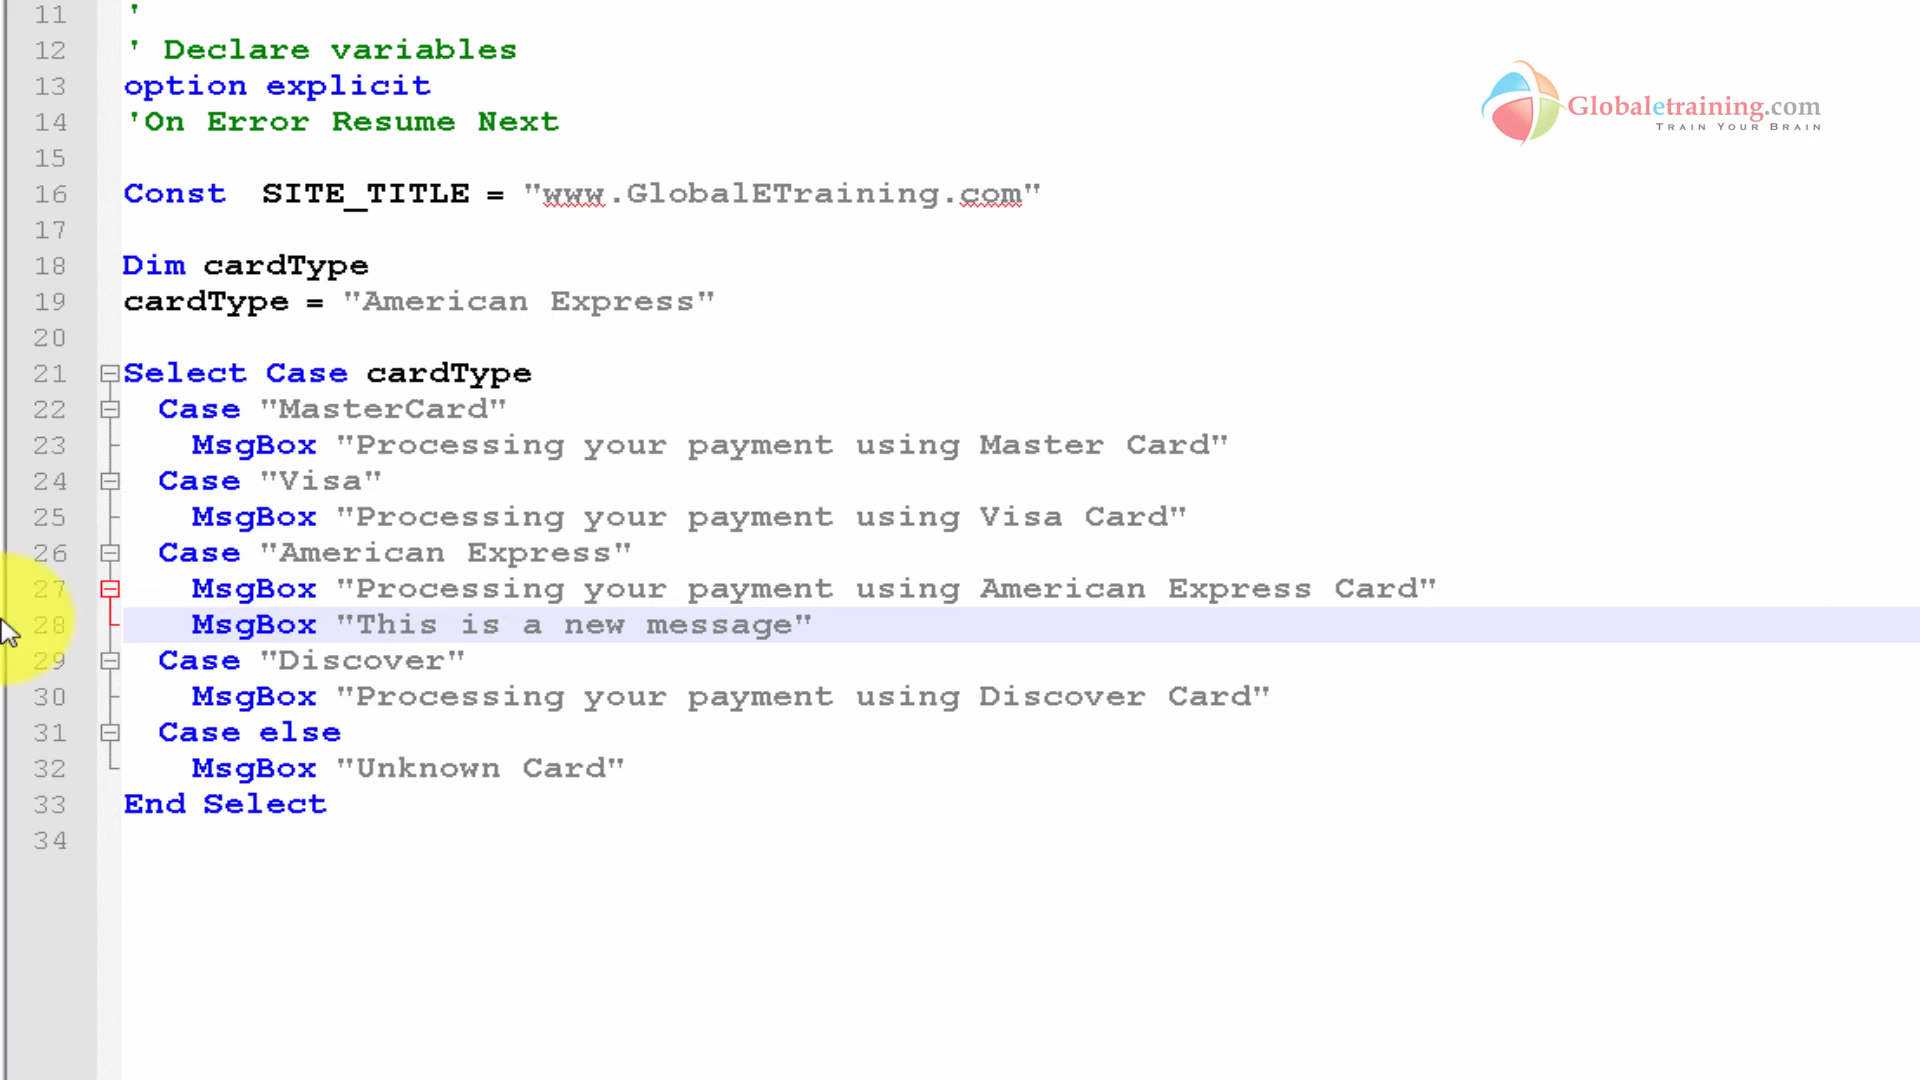 11 '
12 ' Declare variables
13 option explicit
14 'On Error Resume Next
15
16 Const  SITE_TITLE = "www.GlobalETraining.com"
17
18 Dim cardType
19 cardType = "American Express"
20
21 Select Case cardType
22 Case "MasterCard"
23 MsgBox "Processing your payment using Master Card"
24 Case "Visa"
25 MsgBox "Processing your payment using Visa Card"
26 Case "American Express"
27 MsgBox "Processing your payment using American Express Card"
28 MsgBox "This is a new message"
29 Case "Discover"
30 MsgBox "Processing your payment using Discover Card"
31 Case else
32 MsgBox "Unknown Card"
33 End Select
34
Globaletraining.com
TRAIN YOUR BRAIN